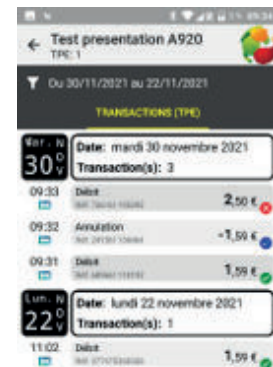 Test presentation A920
TPE: 1
Du 30/11/2021 au 22/11/2021
TRANSACTIONS (TPE)
Mar. N
30 o v
Date: mardi 30 novembre 2021
Transaction(s): 3
09:33 Débit 2,50 €
09:32 Annulation -1,59 €
09:31 Débit 1,59 €
Lun. N
22 o v
Date: lundi 22 novembre 2021
Transaction(s): 1
11:02 Débit 1,59 €